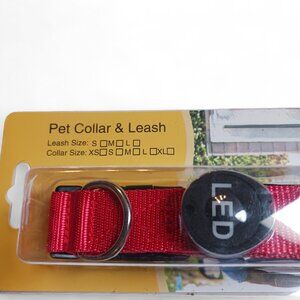 Pet Collar & Leash
Leash Size: S☐M☐L☐
Collar Size: XS☐S☐M☐L☐XL☐
LED